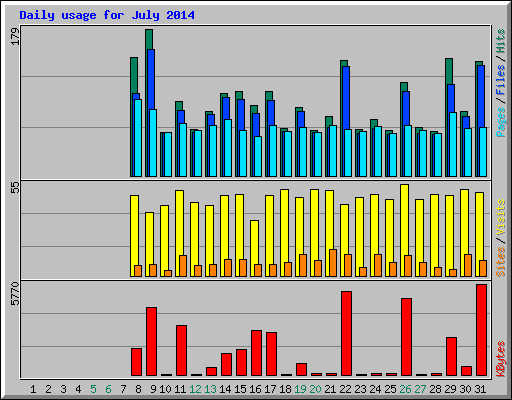 Daily usage for July 2014
179
Pages / Files / Hits
55
Sites / Visits
5770
KBytes
1 2 3 4 5 6 7 8 9 10 11 12 13 14 15 16 17 18 19 20 21 22 23 24 25 26 27 28 29 30 31